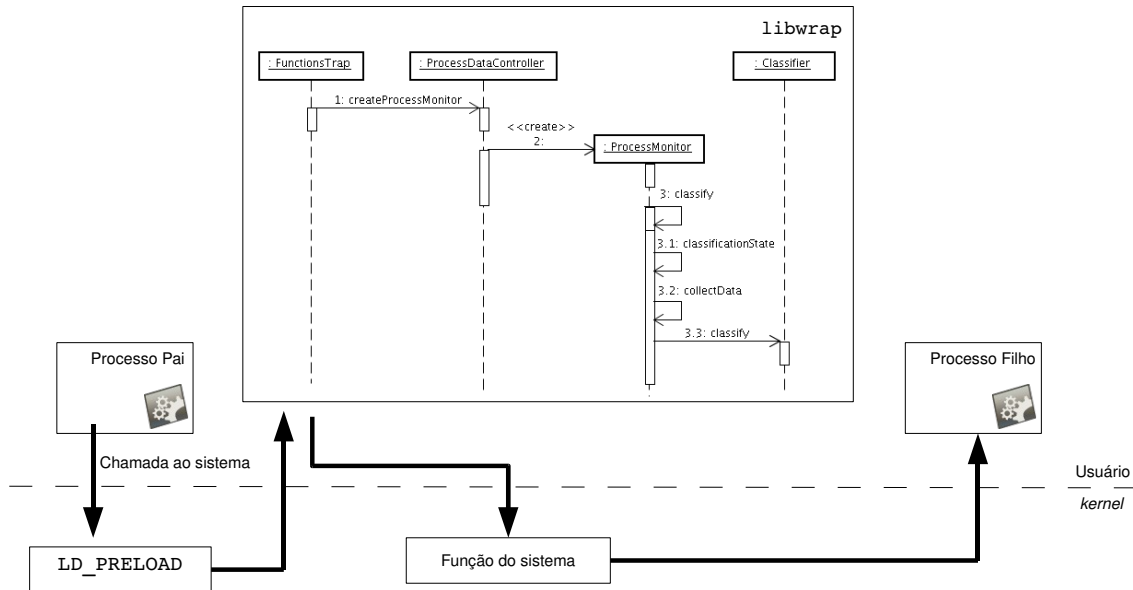 libwrap
: FunctionsTrap
: ProcessDataController
: Classifier
1: createProcessMonitor
<<create>>
2:
: ProcessMonitor
3: classify
3.1: classificationState
3.2: collectData
3.3: classify
Processo Pai
Processo Filho
Chamada ao sistema
Usuário
kernel
LD_PRELOAD
Função do sistema